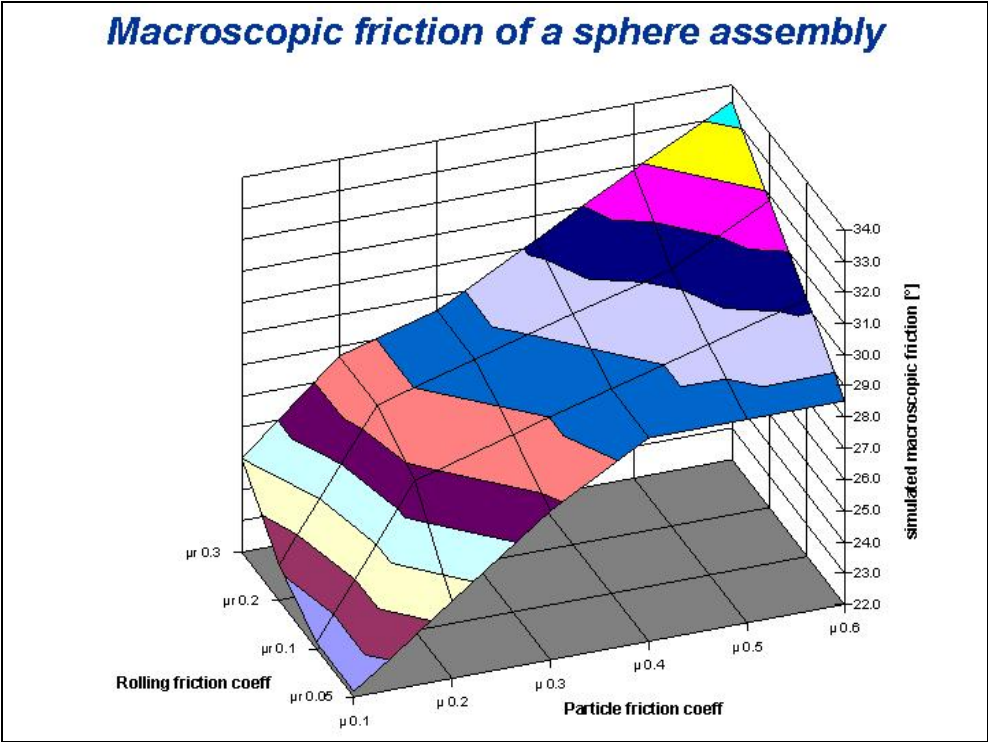 Macroscopic friction of a sphere assembly
34.0
33.0
32.0
31.0
30.0
29.0
28.0
27.0
26.0
25.0
24.0
23.0
22.0
simulated macroscopic friction [°]
µr 0.3
µr 0.2
µr 0.1
µr 0.05
Rolling friction coeff
µ 0.1
µ 0.2
µ 0.3
µ 0.4
µ 0.5
µ 0.6
Particle friction coeff